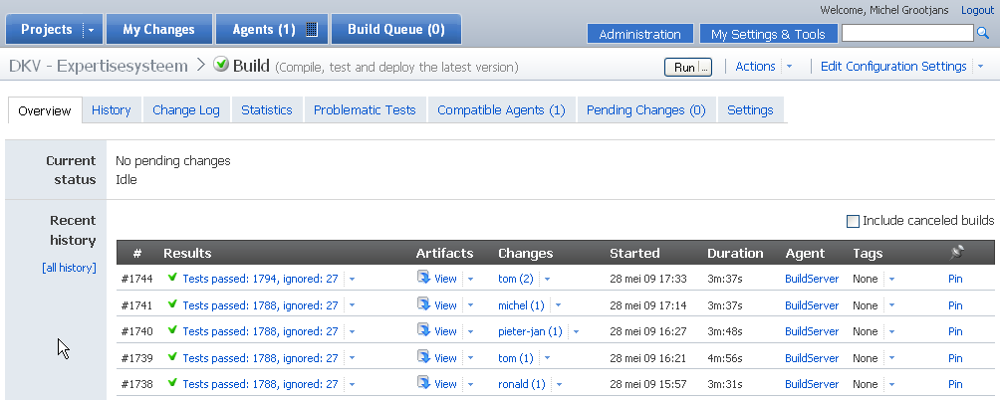 Welcome, Michel Grootjans Logout
Projects My Changes Agents (1) Build Queue (0) Administration My Settings & Tools
DKV - Expertisesysteem > Build (Compile, test and deploy the latest version) Run ... Actions Edit Configuration Settings
Overview History Change Log Statistics Problematic Tests Compatible Agents (1) Pending Changes (0) Settings
Current status
No pending changes
Idle
Recent history
[all history]
Include canceled builds
# Results Artifacts Changes Started Duration Agent Tags
#1744 Tests passed: 1794, ignored: 27 View tom (2) 28 mei 09 17:33 3m:37s BuildServer None Pin
#1741 Tests passed: 1788, ignored: 27 View michel (1) 28 mei 09 17:14 3m:37s BuildServer None Pin
#1740 Tests passed: 1788, ignored: 27 View pieter-jan (1) 28 mei 09 16:27 3m:48s BuildServer None Pin
#1739 Tests passed: 1788, ignored: 27 View tom (1) 28 mei 09 16:21 4m:56s BuildServer None Pin
#1738 Tests passed: 1788, ignored: 27 View ronald (1) 28 mei 09 15:57 3m:31s BuildServer None Pin